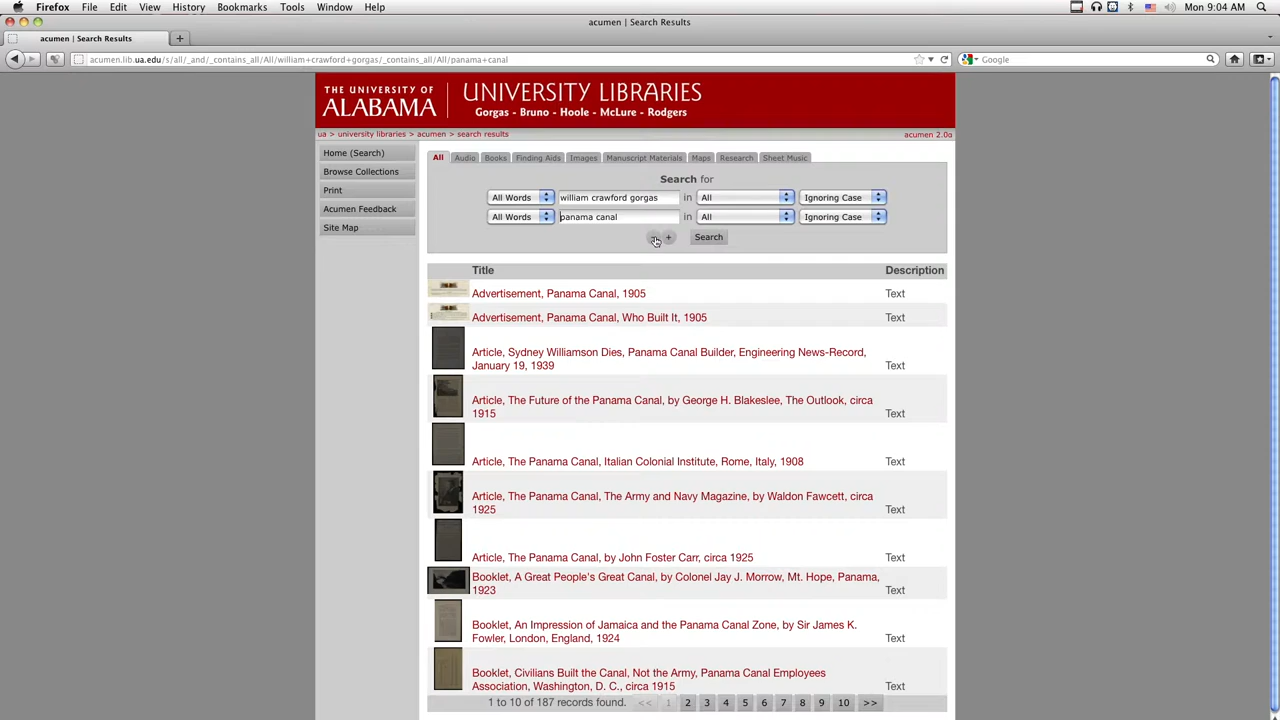 Firefox File Edit View History Bookmarks Tools Window Help Mon 9:04 AM
acumen | Search Results
acumen | Search Results +
acumen.lib.ua.edu/s/all/_and/_contains_all/All/william+crawford+gorgas/_contains_all/All/panama+canal Google
THE UNIVERSITY OF
ALABAMA
UNIVERSITY LIBRARIES
Gorgas - Bruno - Hoole - McLure - Rodgers
ua > university libraries > acumen > search results acumen 2.0α
Home (Search)
Browse Collections
Print
Acumen Feedback
Site Map
All Audio Books Finding Aids Images Manuscript Materials Maps Research Sheet Music
Search for
All Words william crawford gorgas in All Ignoring Case
All Words panama canal in All Ignoring Case
- + Search
Title Description
Advertisement, Panama Canal, 1905 Text
Advertisement, Panama Canal, Who Built It, 1905 Text
Article, Sydney Williamson Dies, Panama Canal Builder, Engineering News-Record,
January 19, 1939 Text
Article, The Future of the Panama Canal, by George H. Blakeslee, The Outlook, circa
1915 Text
Article, The Panama Canal, Italian Colonial Institute, Rome, Italy, 1908 Text
Article, The Panama Canal, The Army and Navy Magazine, by Waldon Fawcett, circa
1925 Text
Article, The Panama Canal, by John Foster Carr, circa 1925 Text
Booklet, A Great People's Great Canal, by Colonel Jay J. Morrow, Mt. Hope, Panama,
1923 Text
Booklet, An Impression of Jamaica and the Panama Canal Zone, by Sir James K.
Fowler, London, England, 1924 Text
Booklet, Civilians Built the Canal, Not the Army, Panama Canal Employees
Association, Washington, D. C., circa 1915 Text
1 to 10 of 187 records found. << 1 2 3 4 5 6 7 8 9 10 >>